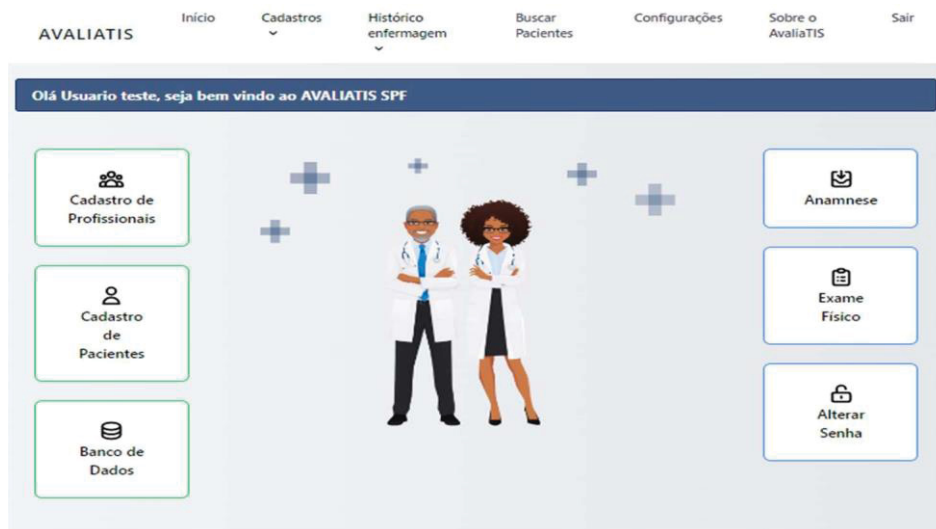 AVALIATIS
Início
Cadastros
Histórico
enfermagem
Buscar
Pacientes
Configurações
Sobre o
AvaliaTIS
Sair
Olá Usuario teste, seja bem vindo ao AVALIATIS SPF
Cadastro de
Profissionais
Cadastro
de
Pacientes
Banco de
Dados
Anamnese
Exame
Físico
Alterar
Senha